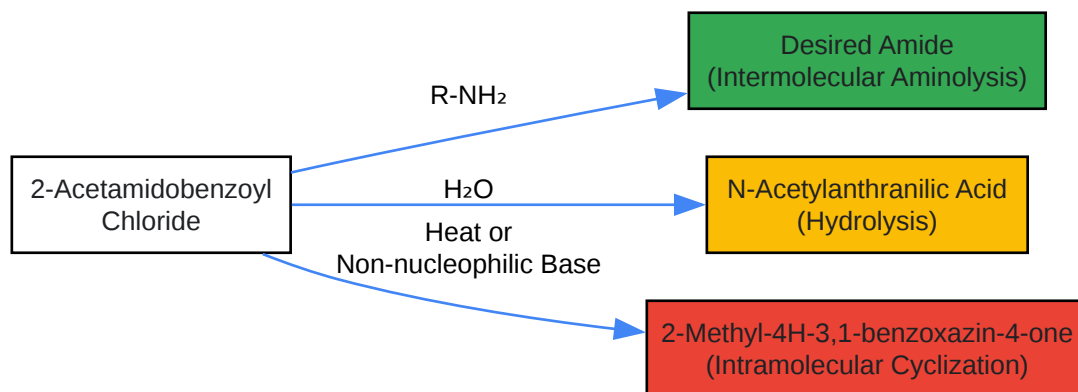 Desired Amide
(Intermolecular Aminolysis)
R-NH₂
2-Acetamidobenzoyl
Chloride
H₂O
N-Acetylanthranilic Acid
(Hydrolysis)
Heat or
Non-nucleophilic Base
2-Methyl-4H-3,1-benzoxazin-4-one
(Intramolecular Cyclization)